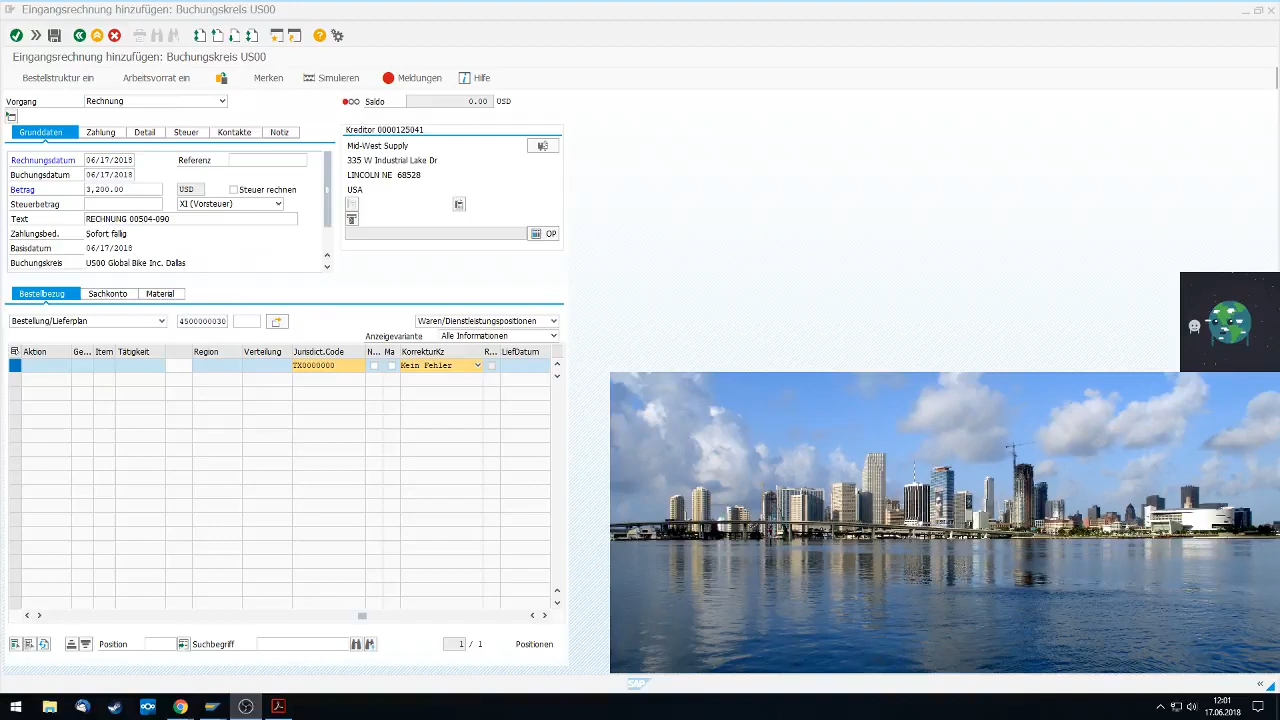 Eingangsrechnung hinzufügen: Buchungskreis US00
Eingangsrechnung hinzufügen: Buchungskreis US00
Bestellstruktur ein Arbeitsvorrat ein Merken Simulieren Meldungen Hilfe
Vorgang Rechnung Saldo 0.00 USD
Grunddaten Zahlung Detail Steuer Kontakte Notiz
Kreditor 0000125041
Rechnungsdatum 06/17/2018 Referenz
Buchungsdatum 06/17/2018
Betrag 3,200.00 USD Steuer rechnen
Steuerbetrag XI (Vorsteuer)
Text RECHNUNG 00504-090
Zahlungsbed. Sofort fällig
Basisdatum 06/17/2018
Buchungskreis US00 Global Bike Inc. Dallas
Mid-West Supply
335 W Industrial Lake Dr
LINCOLN NE 68528
USA
OP
Bestellbezug Sachkonto Material
Bestellung/Lieferplan 4500000030 Waren/Dienstleistungspositionen
Anzeigevariante Alle Informationen
Aktion Ge... Item Tätigkeit Region Verteilung Jurisdict.Code N... Ma KorrekturKz R... LiefDatum
TX0000000 Kein Fehler
Position Suchbegriff 1 / 1 Positionen
SAP
12:01
17.06.2018